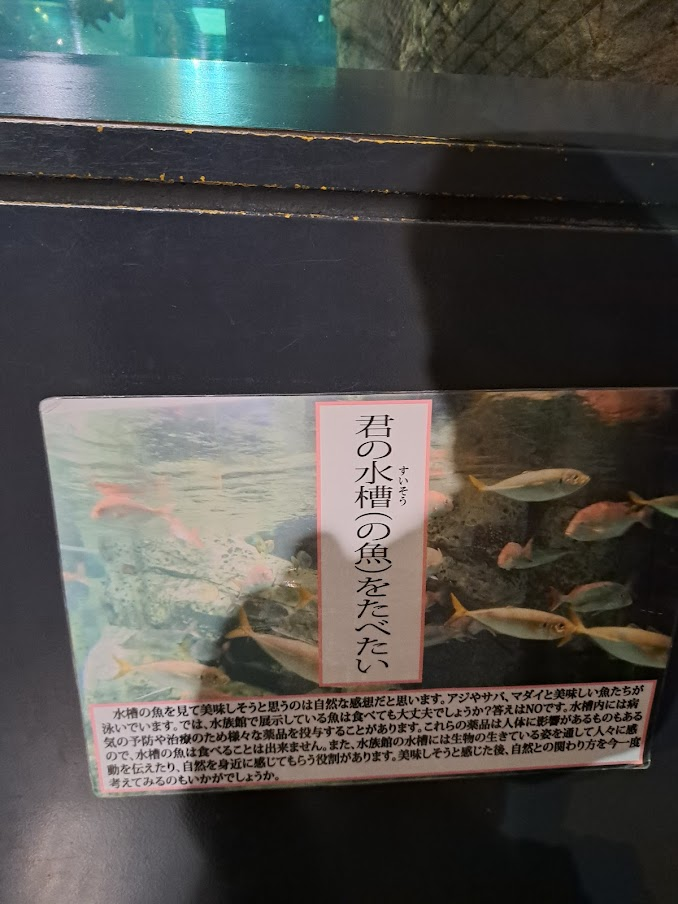 君の水槽(の魚)をたべたい
すいそう
水槽の魚を見て美味しそうと思うのは自然な感想だと思います。アジやサバ、マダイと美味しい魚たちが
泳いでいます。では、水族館で展示している魚は食べても大丈夫でしょうか?答えはNOです。水槽内には病
気の予防や治療のため様々な薬品を投与することがあります。これらの薬品は人体に影響があるものもある
ので、水槽の魚は食べることは出来ません。また、水族館の水槽には生物の生きている姿を通して人々に感
動を伝えたり、自然を身近に感じてもらう役割があります。美味しそうと感じた後、自然との関わり方を今一度
考えてみるのもいかがでしょうか。